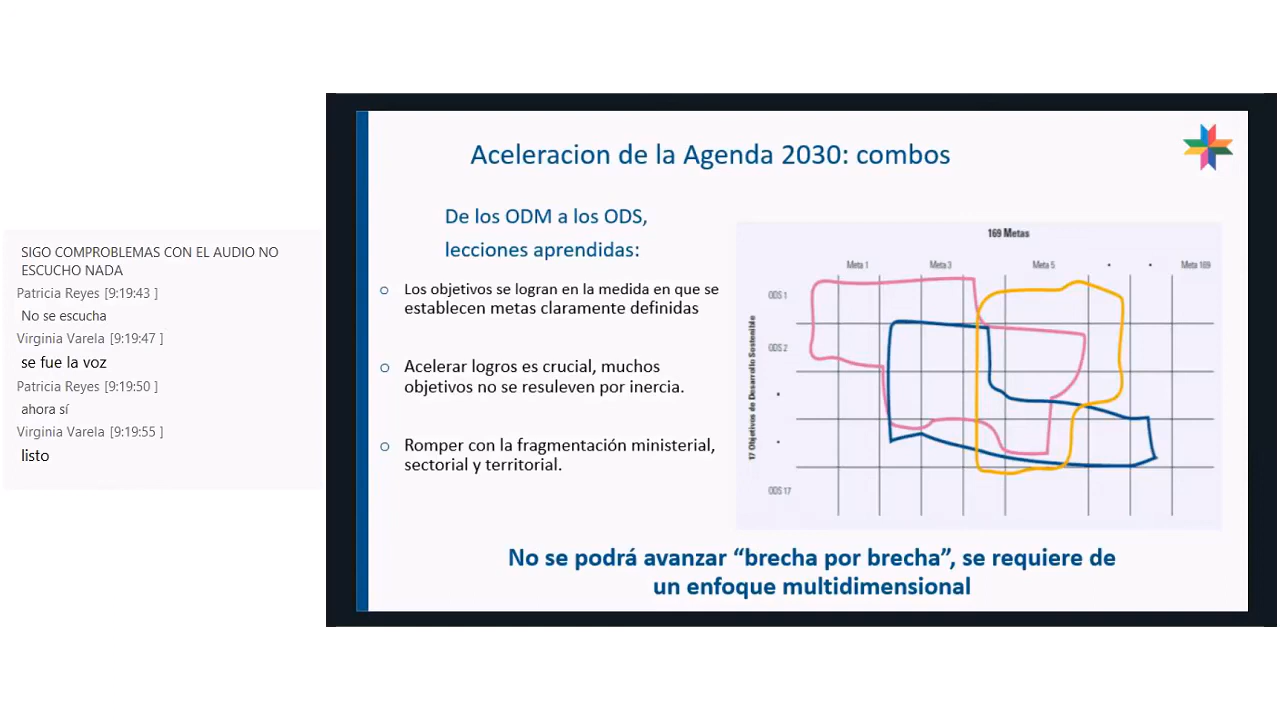 SIGO COMPROBLEMAS CON EL AUDIO NO
ESCUCHO NADA
Patricia Reyes [9:19:43 ]
No se escucha
Virginia Varela [9:19:47 ]
se fue la voz
Patricia Reyes [9:19:50 ]
ahora sí
Virginia Varela [9:19:55 ]
listo
Aceleracion de la Agenda 2030: combos
De los ODM a los ODS,
lecciones aprendidas:
Los objetivos se logran en la medida en que se
establecen metas claramente definidas
Acelerar logros es crucial, muchos
objetivos no se resuleven por inercia.
Romper con la fragmentación ministerial,
sectorial y territorial.
169 Metas
Meta 1 Meta 3 Meta 5 Meta 169
17 Objetivos de Desarrollo Sostenible
ODS 1
ODS 2
ODS 17
No se podrá avanzar “brecha por brecha”, se requiere de
un enfoque multidimensional